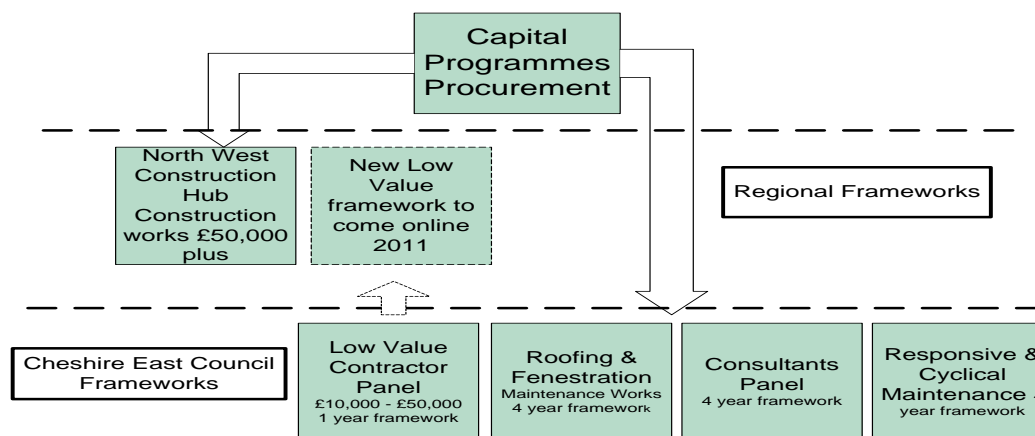 Capital
Programmes
Procurement
North West
Construction
Hub
Construction
works £50,000
plus
New Low
Value
framework to
come online
2011
Regional Frameworks
Cheshire East Council
Frameworks
Low Value
Contractor
Panel
£10,000 - £50,000
1 year framework
Roofing &
Fenestration
Maintenance Works
4 year framework
Consultants
Panel
4 year framework
Responsive &
Cyclical
Maintenance
year framework